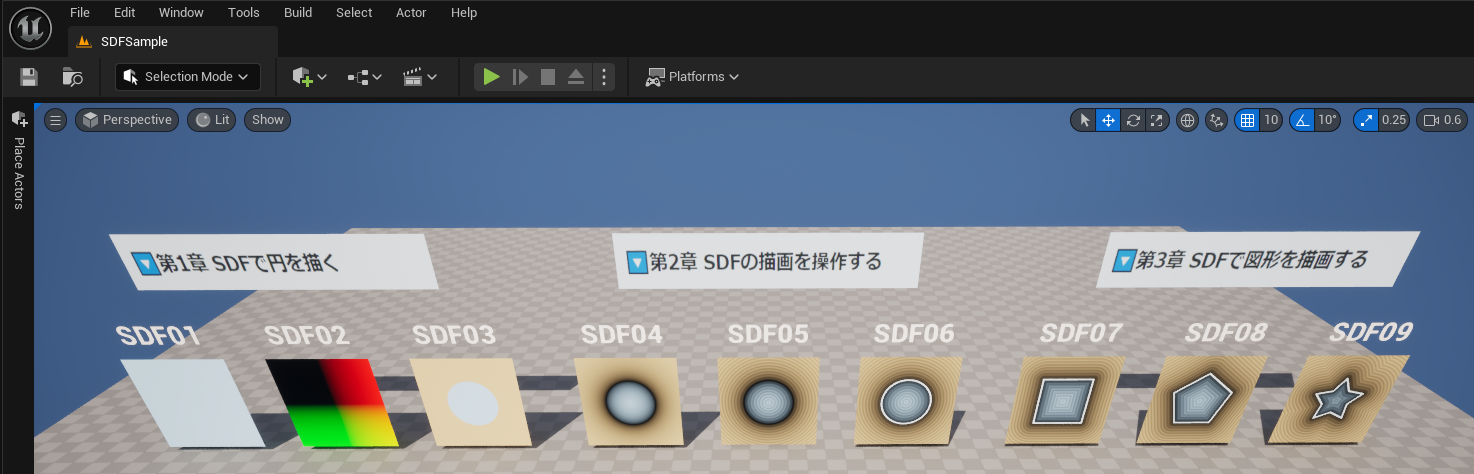 File Edit Window Tools Build Select Actor Help
SDFSample
Selection Mode Platforms
Perspective Lit Show 10 10° 0.25 0.6
Place Actors
第1章 SDFで円を描く 第2章 SDFの描画を操作する 第3章 SDFで図形を描画する
SDF01 SDF02 SDF03 SDF04 SDF05 SDF06 SDF07 SDF08 SDF09